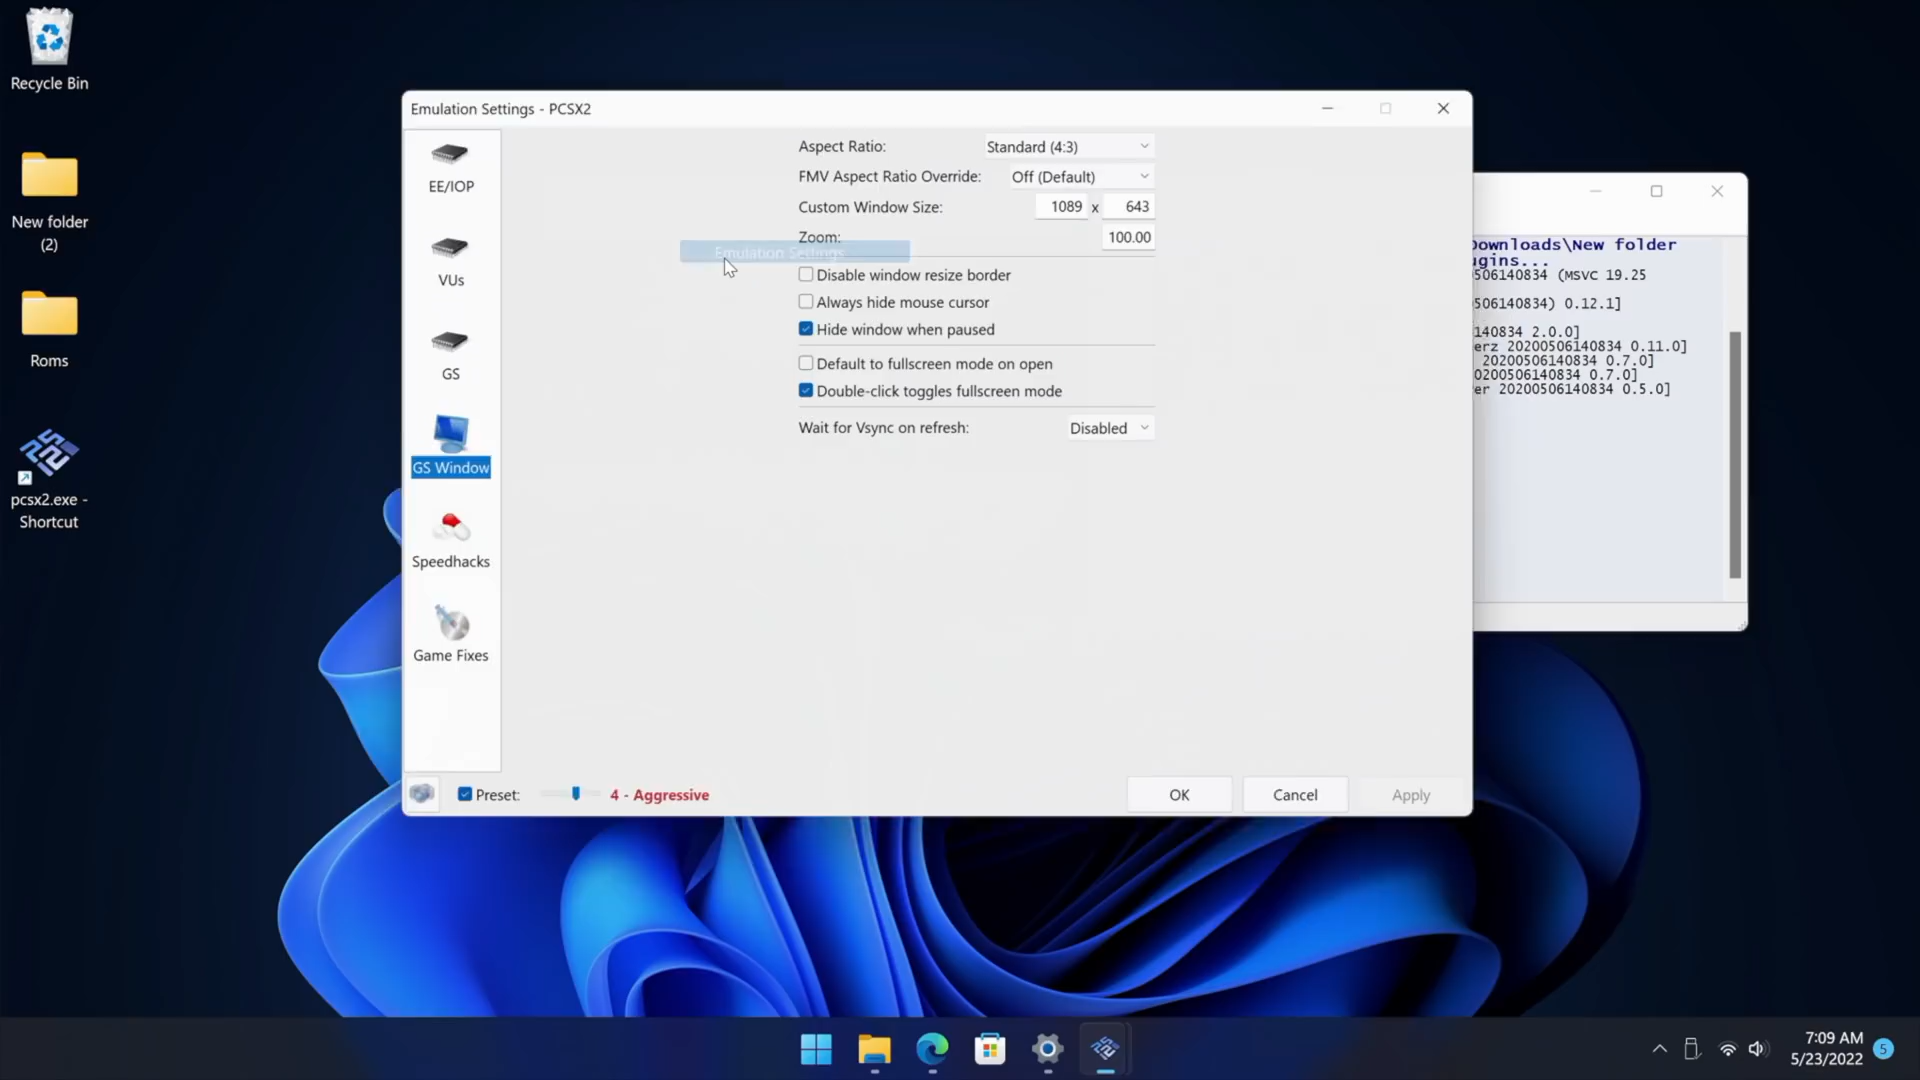 Recycle Bin
New folder
(2)
Roms
pcsx2.exe -
Shortcut
Emulation Settings - PCSX2
EE/IOP
VUs
GS
GS Window
Speedhacks
Game Fixes
Aspect Ratio: Standard (4:3)
FMV Aspect Ratio Override: Off (Default)
Custom Window Size: 1089 x 643
Zoom: 100.00
Emulation Settings
Disable window resize border
Always hide mouse cursor
Hide window when paused
Default to fullscreen mode on open
Double-click toggles fullscreen mode
Wait for Vsync on refresh: Disabled
Preset: 4 - Aggressive
OK Cancel Apply
Downloads\New folder
ugins...
506140834 (MSVC 19.25
506140834) 0.12.1]
140834 2.0.0]
erz 20200506140834 0.11.0]
20200506140834 0.7.0]
0200506140834 0.7.0]
er 20200506140834 0.5.0]
7:09 AM
5/23/2022
5